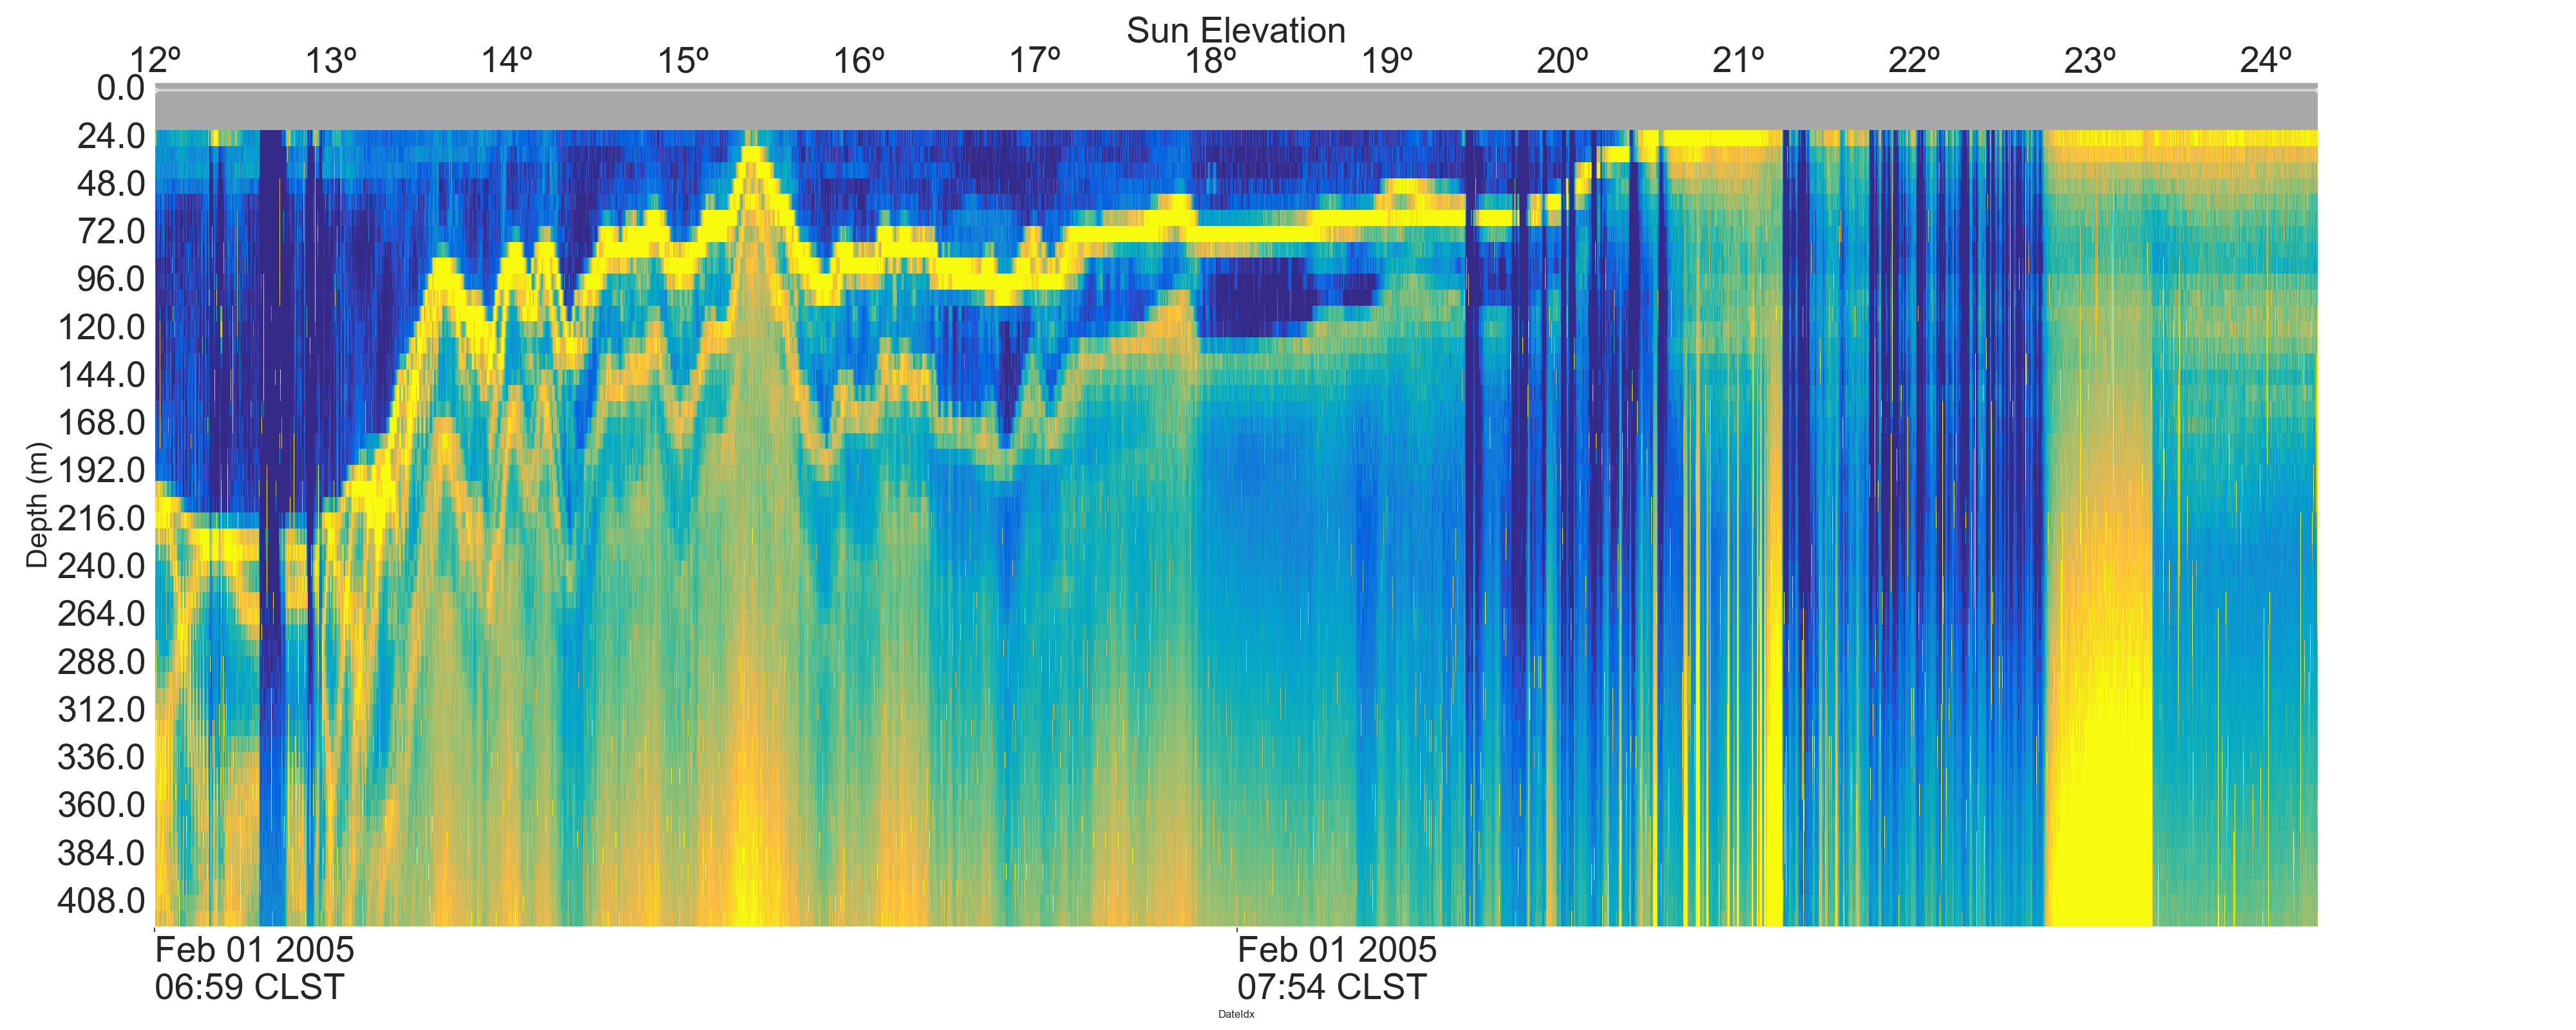 Sun Elevation
12º 13º 14º 15º 16º 17º 18º 19º 20º 21º 22º 23º 24º
0.0
24.0
48.0
72.0
96.0
120.0
144.0
168.0
192.0
216.0
240.0
264.0
288.0
312.0
336.0
360.0
384.0
408.0
Depth (m)
Feb 01 2005
06:59 CLST
Feb 01 2005
07:54 CLST
DateIdx